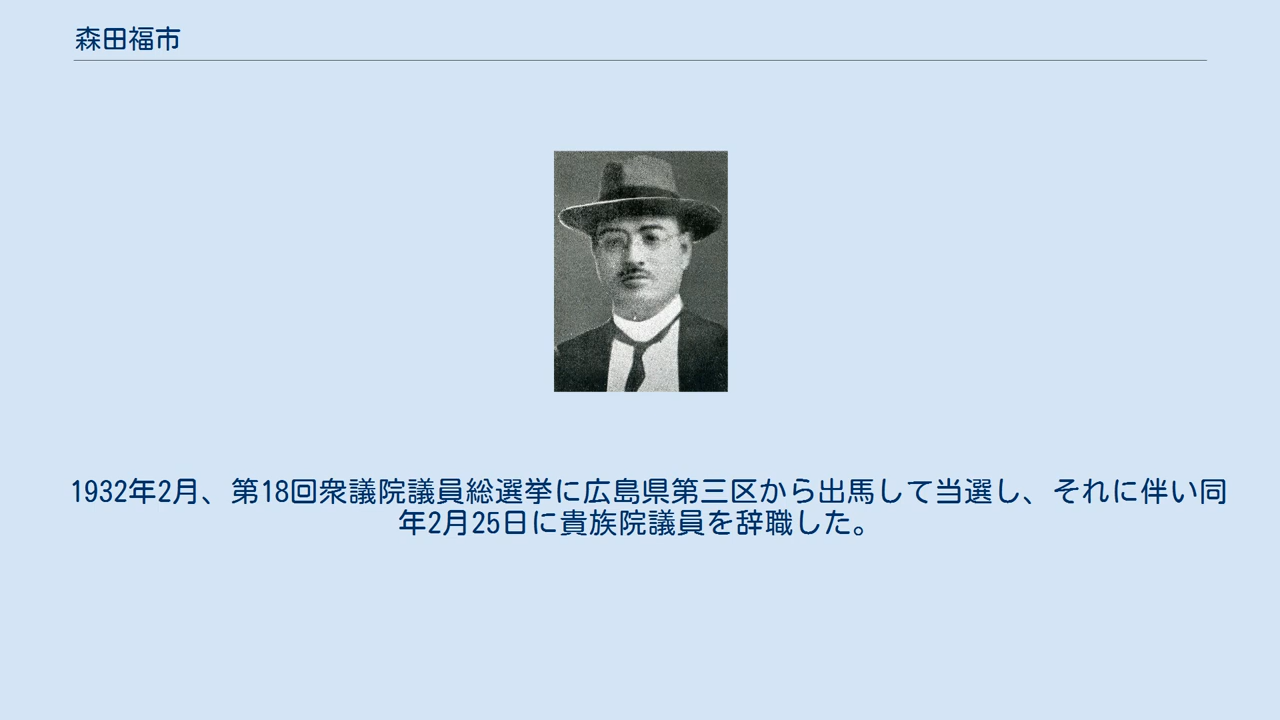 森田福市
1932年2月、第18回衆議院議員総選挙に広島県第三区から出馬して当選し、それに伴い同
年2月25日に貴族院議員を辞職した。